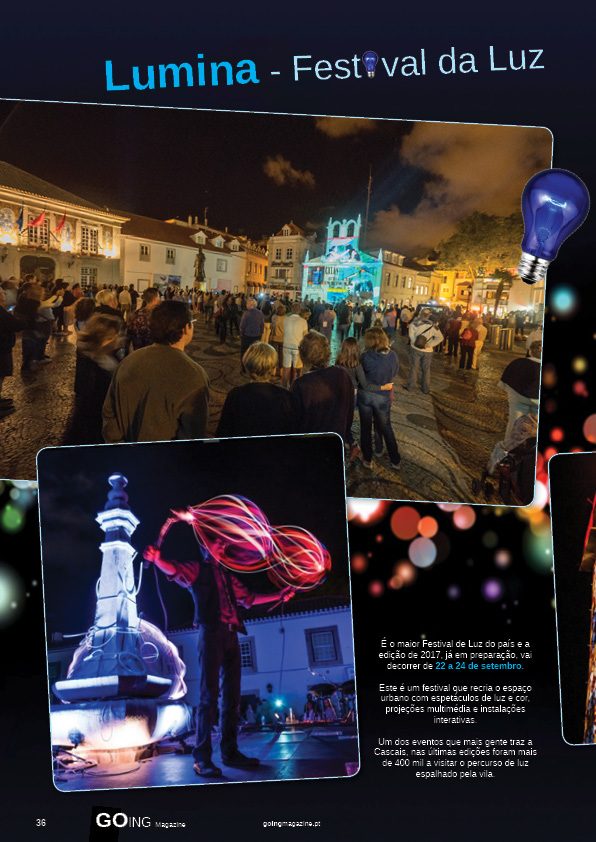 Lumina - Festival da Luz
É o maior Festival de Luz do país e a
edição de 2017, já em preparação, vai
decorrer de 22 a 24 de setembro.
Este é um festival que recria o espaço
urbano com espetáculos de luz e cor,
projeções multimédia e instalações
interativas.
Um dos eventos que mais gente traz a
Cascais, nas últimas edições foram mais
de 400 mil a visitar o percurso de luz
espalhado pela vila.
36 GOING Magazine goingmagazine.pt